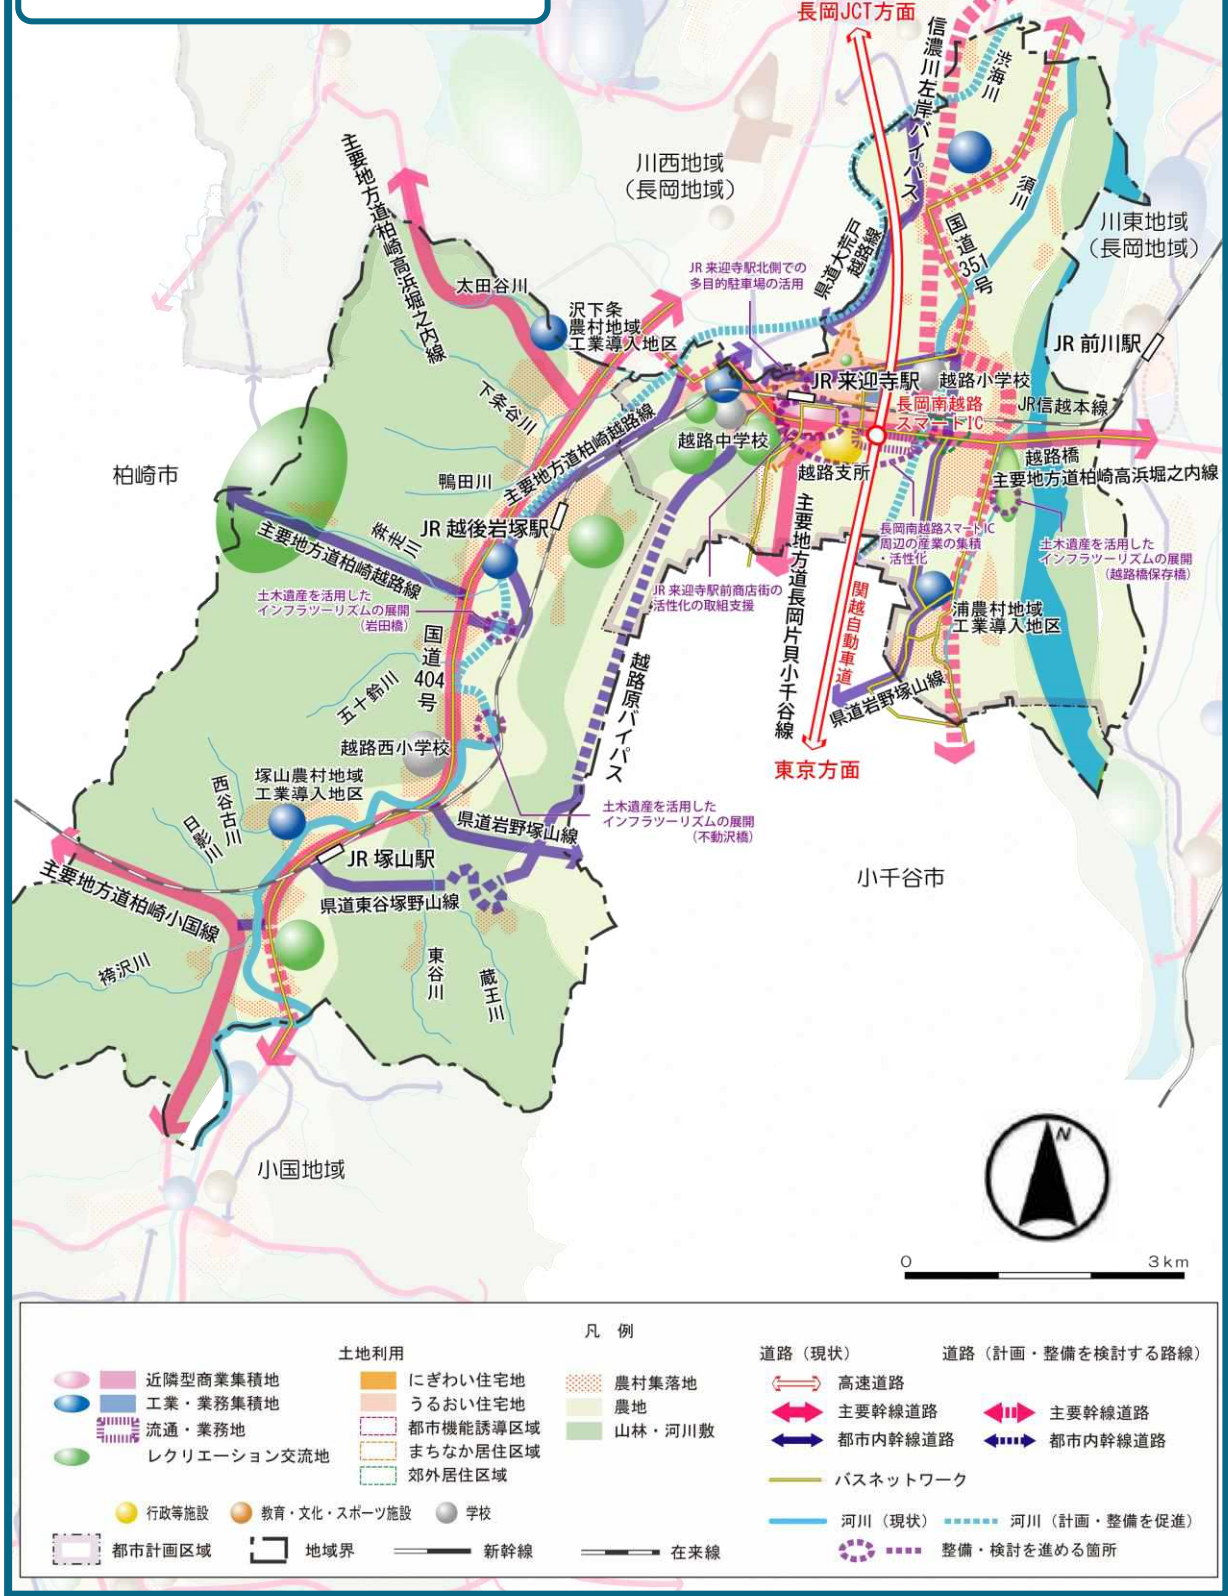 長岡JCT方面
信濃川左岸バイパス
渋海川
主要地方道柏崎高浜堀之内線
川西地域
(長岡地域)
須川
川東地域
(長岡地域)
国道351号
県道大荒戸
越路線
JR 来迎寺駅北側での
多目的駐車場の活用
太田谷川
沢下条
農村地域
工業導入地区
JR 前川駅
JR 来迎寺駅
越路小学校
長岡南越路
スマートIC
JR信越本線
下条谷川
主要地方道柏崎越路線
越路中学校
越路支所
越路橋
主要地方道柏崎高浜堀之内線
柏崎市
鴨田川
JR 越後岩塚駅
主要地方道長岡片貝小千谷線
長岡南越路スマートIC
周辺の産業の集積
・活性化
土木遺産を活用した
インフラツーリズムの展開
(越路橋保存橋)
奔走川
主要地方道柏崎越路線
土木遺産を活用した
インフラツーリズムの展開
(岩田橋)
JR 来迎寺駅前商店街の
活性化の取組支援
関越自動車道
浦農村地域
工業導入地区
国道404号
越路原バイパス
五十鈴川
県道岩野塚山線
越路西小学校
東京方面
塚山農村地域
工業導入地区
西谷古川
日影川
土木遺産を活用した
インフラツーリズムの展開
(不動沢橋)
県道岩野塚山線
JR 塚山駅
主要地方道柏崎小国線
県道東谷塚野山線
小千谷市
袴沢川
東谷川
蔵王川
小国地域
N
0 3km
凡 例
土地利用
近隣型商業集積地
工業・業務集積地
流通・業務地
レクリエーション交流地
にぎわい住宅地
うるおい住宅地
都市機能誘導区域
まちなか居住区域
郊外居住区域
農村集落地
農地
山林・河川敷
道路(現状)
高速道路
主要幹線道路
都市内幹線道路
道路(計画・整備を検討する路線)
主要幹線道路
都市内幹線道路
バスネットワーク
行政等施設
教育・文化・スポーツ施設
学校
河川(現状)
河川(計画・整備を促進)
都市計画区域
地域界
新幹線
在来線
整備・検討を進める箇所